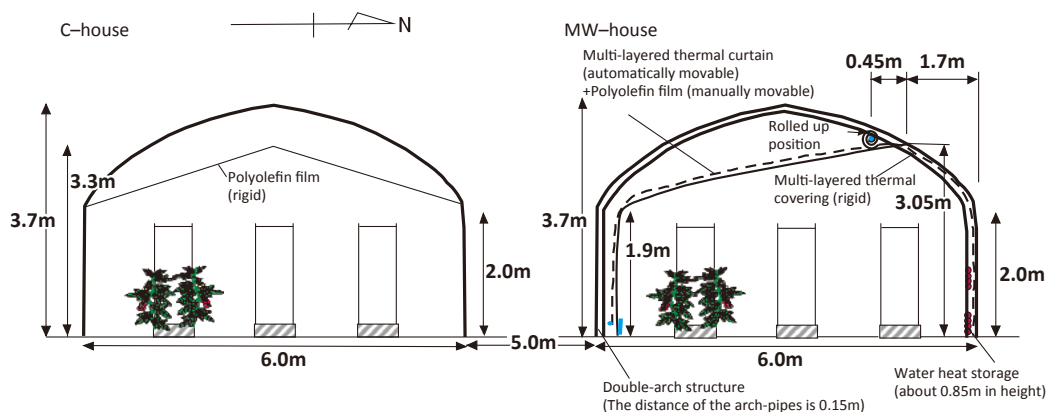 C–house
N
3.7m
3.3m
Polyolefin film
(rigid)
2.0m
6.0m
5.0m
MW–house
Multi-layered thermal curtain
(automatically movable)
+Polyolefin film (manually movable)
0.45m
1.7m
Rolled up
position
Multi-layered thermal
covering (rigid)
3.05m
3.7m
1.9m
2.0m
6.0m
Double-arch structure
(The distance of the arch-pipes is 0.15m)
Water heat storage
(about 0.85m in height)